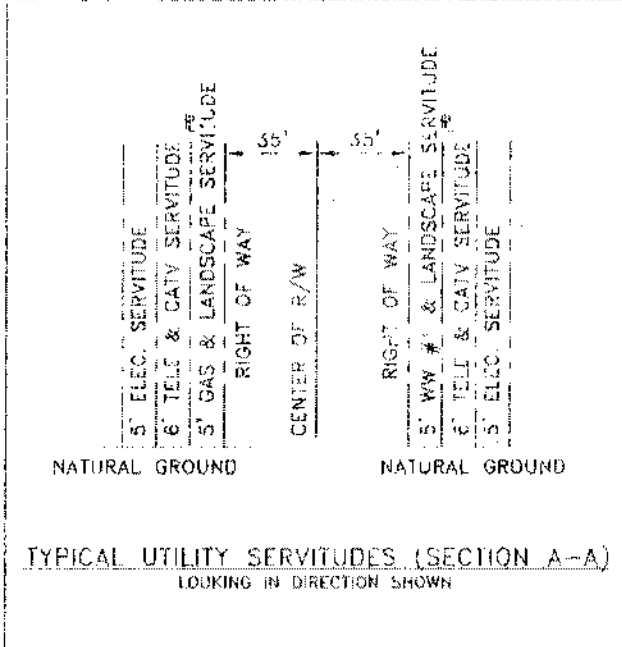 5' ELEC. SERVITUDE
6' TELE & CATV SERVITUDE
5' GAS & LANDSCAPE SERVITUDE
RIGHT OF WAY
35'
CENTER OF R/W
35'
RIGHT OF WAY
5' WW #1 & LANDSCAPE SERVITUDE
6' TELE & CATV SERVITUDE
5' ELEC SERVITUDE
NATURAL GROUND
NATURAL GROUND
TYPICAL UTILITY SERVITUDES (SECTION A-A)
LOOKING IN DIRECTION SHOWN